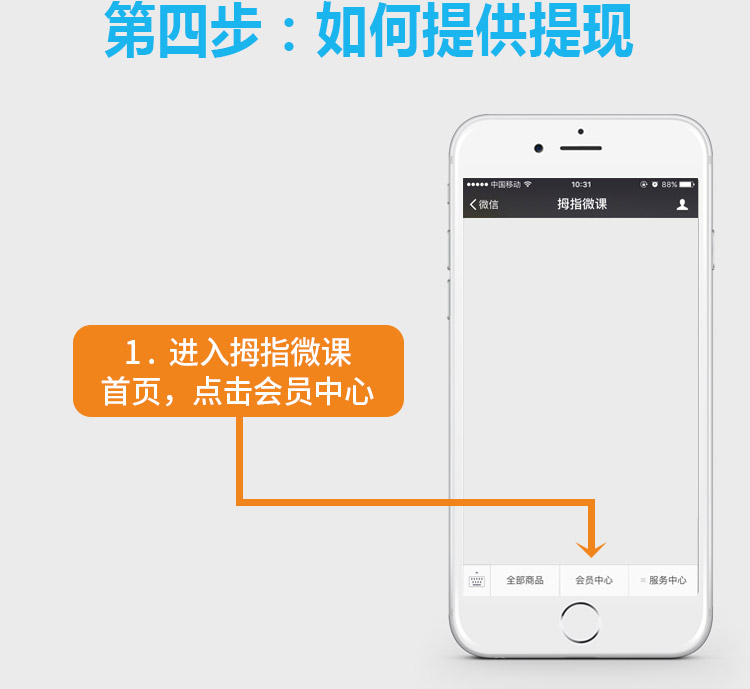 第四步：如何提供提现
中国移动 10:31 88%
微信 拇指微课
1. 进入拇指微课
首页，点击会员中心
全部商品 会员中心 服务中心